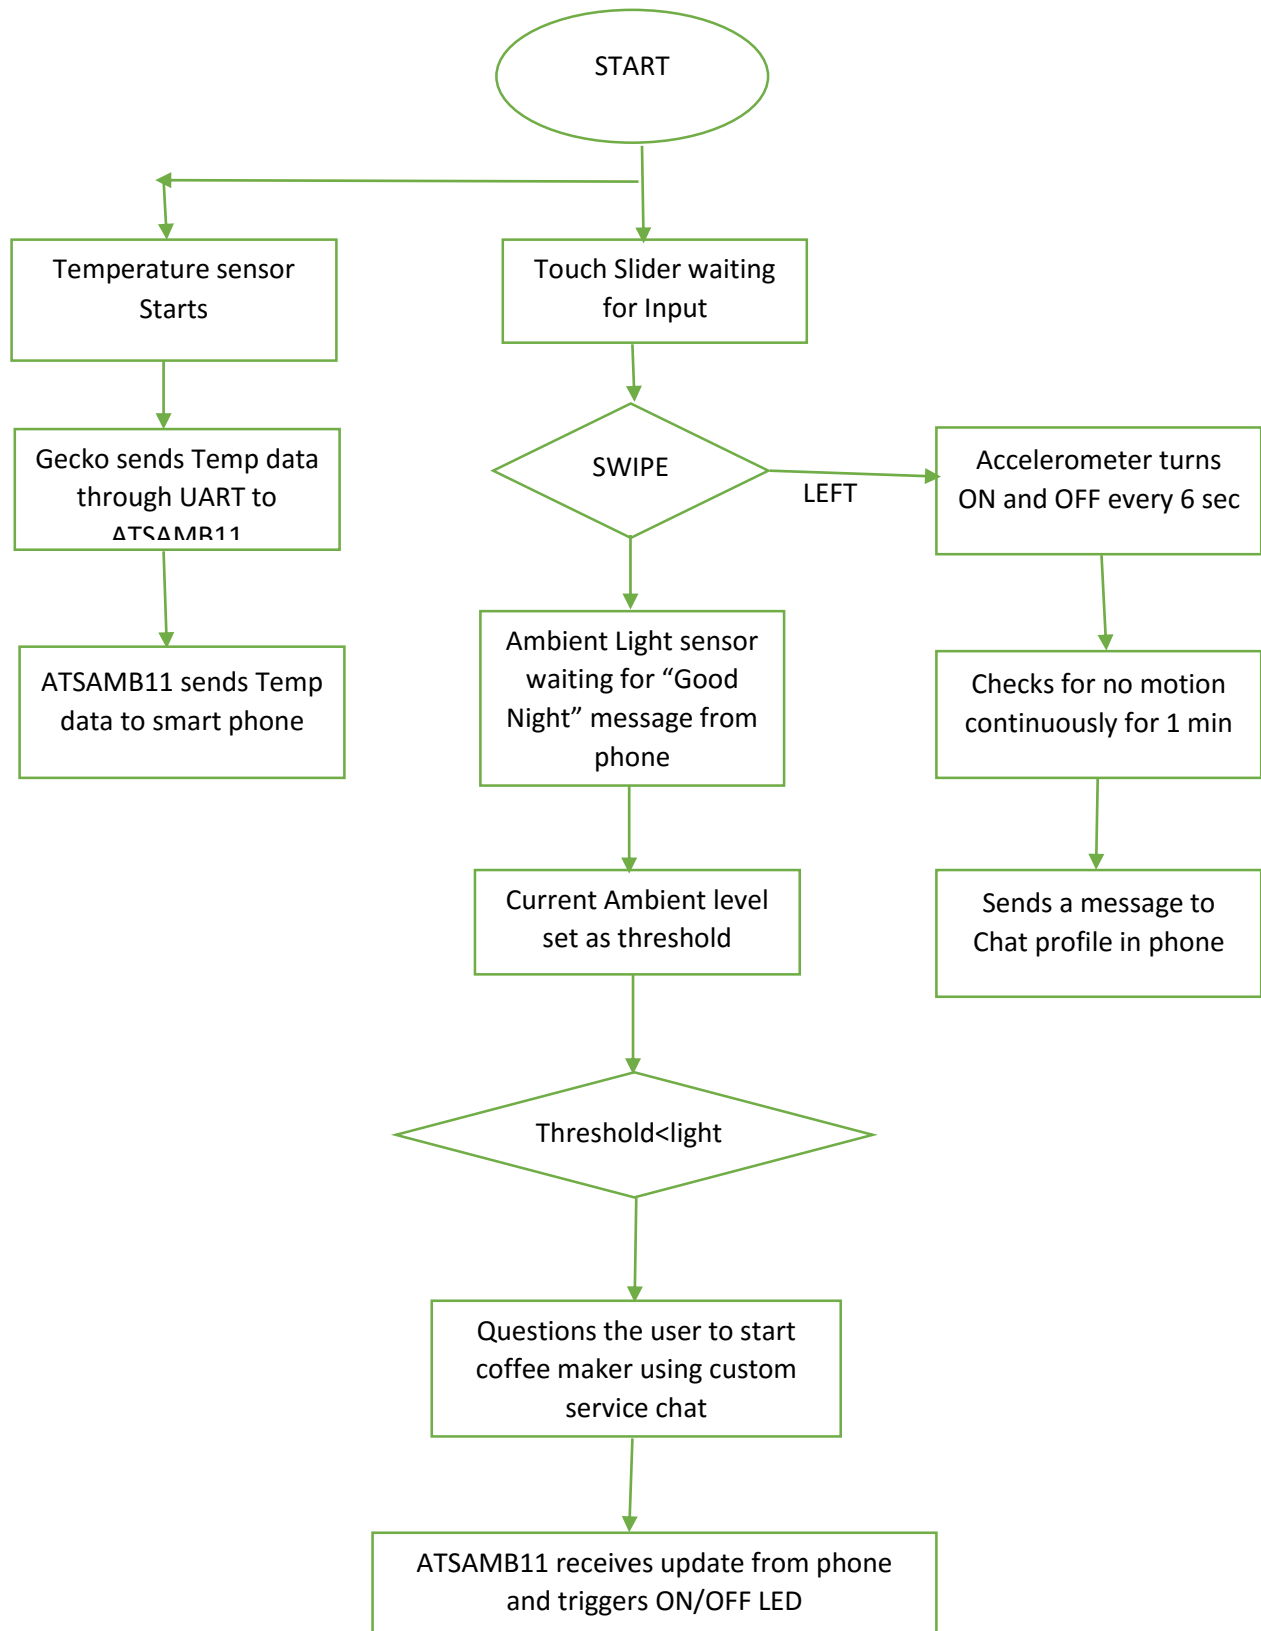 START
Temperature sensor
Starts
Touch Slider waiting
for Input
Gecko sends Temp data
through UART to
ATSAMB11
SWIPE
LEFT
Accelerometer turns
ON and OFF every 6 sec
ATSAMB11 sends Temp
data to smart phone
Ambient Light sensor
waiting for “Good
Night” message from
phone
Checks for no motion
continuously for 1 min
Current Ambient level
set as threshold
Sends a message to
Chat profile in phone
Threshold<light
Questions the user to start
coffee maker using custom
service chat
ATSAMB11 receives update from phone
and triggers ON/OFF LED